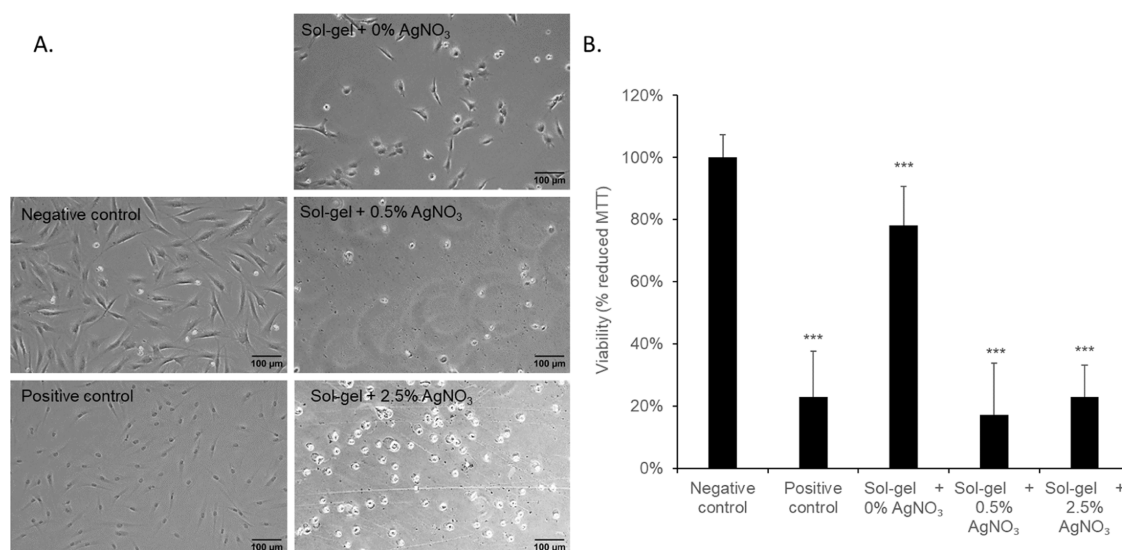 A.
Sol-gel + 0% AgNO₃
100 µm
Negative control
100 µm
Sol-gel + 0.5% AgNO₃
100 µm
Positive control
100 µm
Sol-gel + 2.5% AgNO₃
100 µm
B.
Viability (% reduced MTT)
120%
100%
80%
60%
40%
20%
0%
***
***
***
***
Negative
control
Positive
control
Sol-gel +
0% AgNO₃
Sol-gel +
0.5%
AgNO₃
Sol-gel +
2.5%
AgNO₃